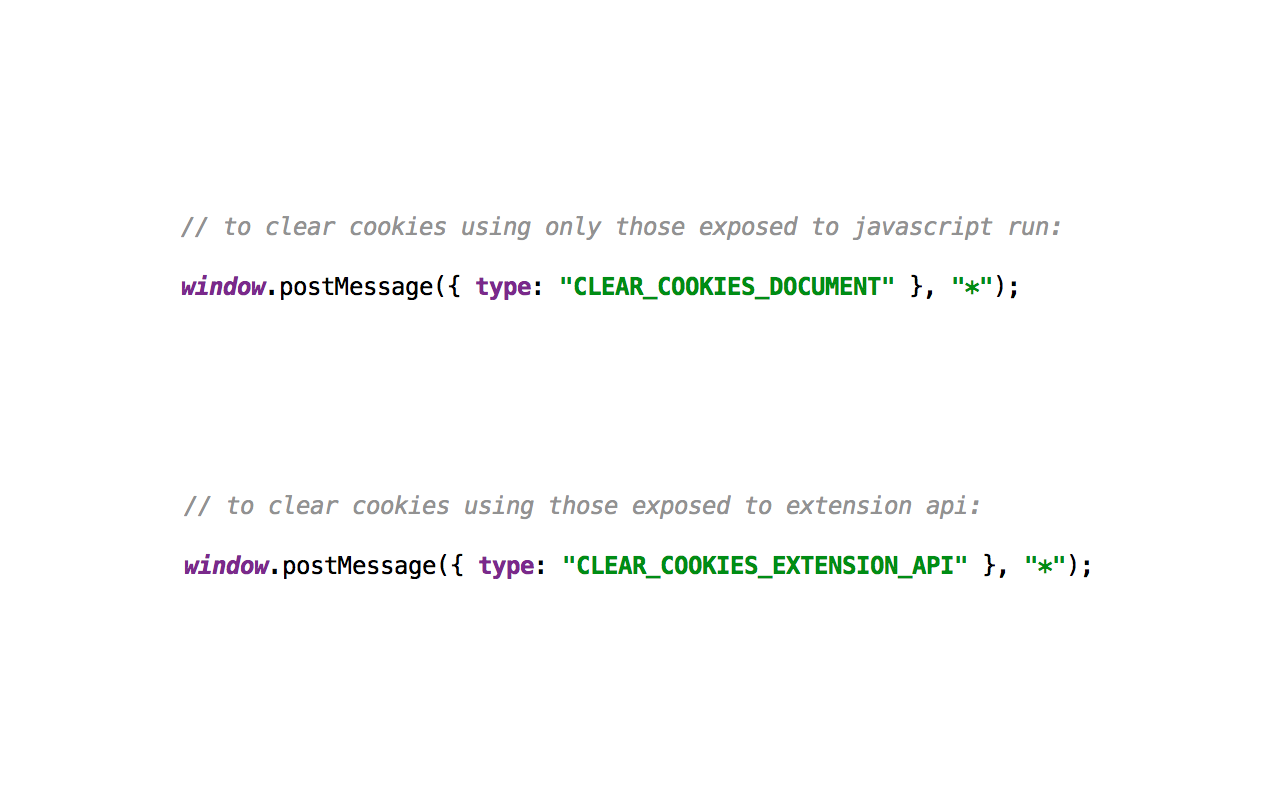 // to clear cookies using only those exposed to javascript run:
window.postMessage({ type: "CLEAR_COOKIES_DOCUMENT" }, "*");
// to clear cookies using those exposed to extension api:
window.postMessage({ type: "CLEAR_COOKIES_EXTENSION_API" }, "*");